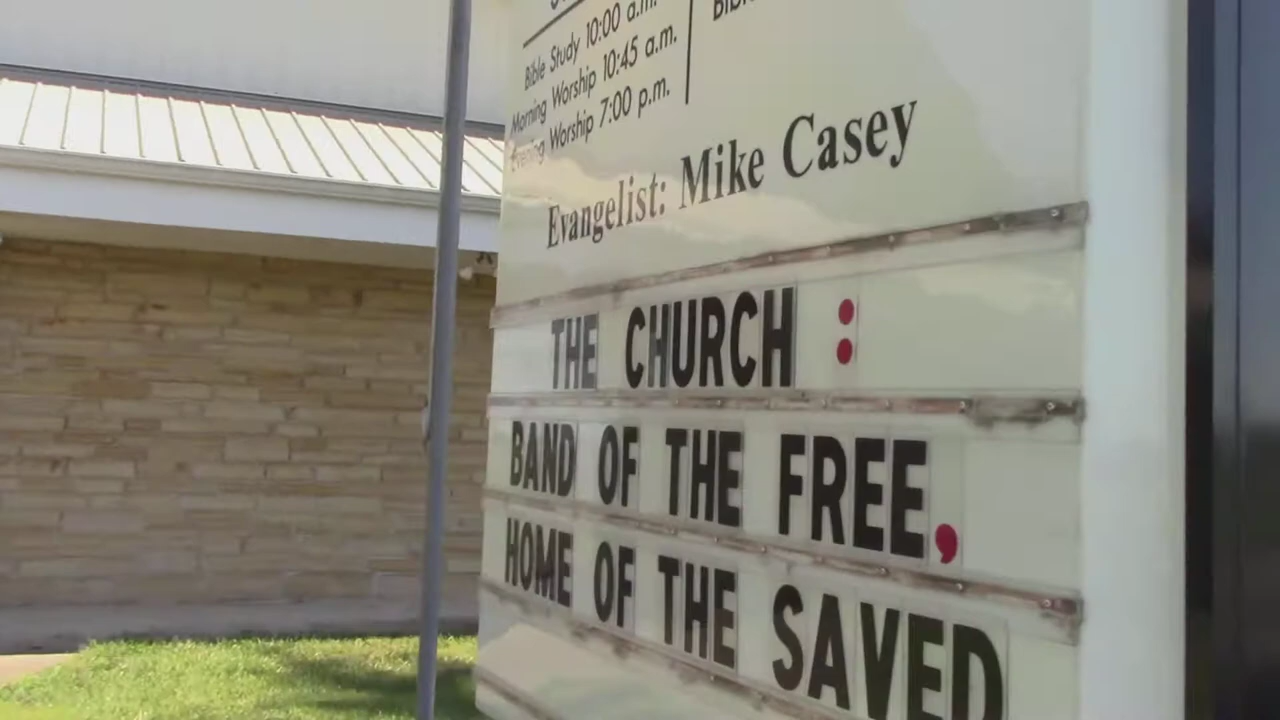 Bible Study 10:00 a.m.
Morning Worship 10:45 a.m.
Evening Worship 7:00 p.m.
Evangelist: Mike Casey
THE CHURCH :
BAND OF THE FREE,
HOME OF THE SAVED